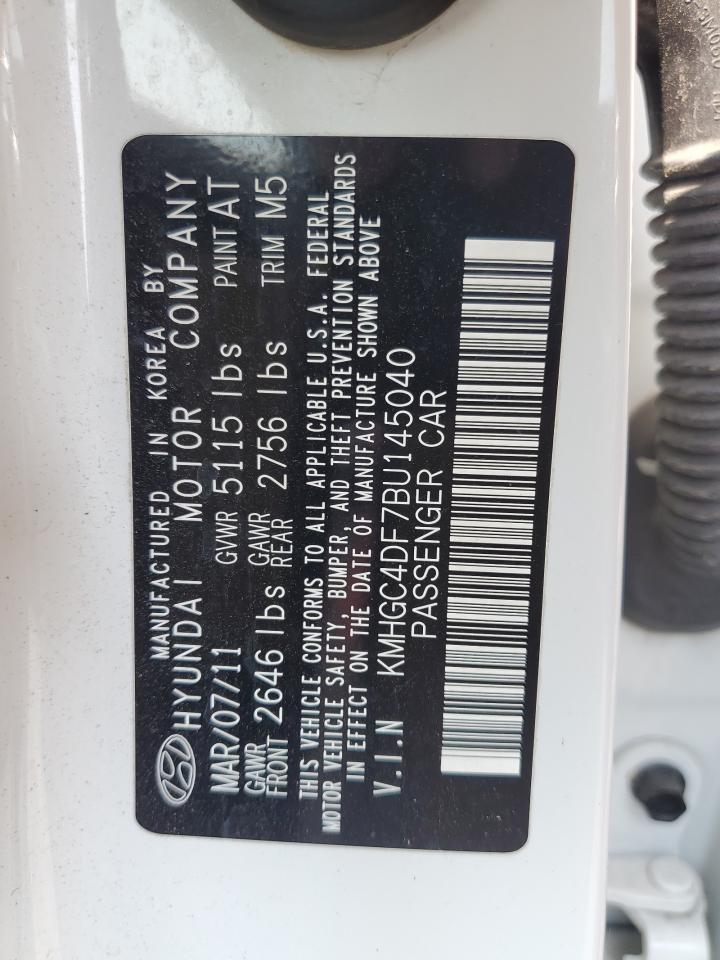 MANUFACTURED IN KOREA BY
HYUNDAI MOTOR COMPANY
MAR/07/11 GVWR 5115 lbs PAINT AT
GAWR FRONT 2646 lbs GAWR REAR 2756 lbs TRIM M5
THIS VEHICLE CONFORMS TO ALL APPLICABLE U.S.A. FEDERAL
MOTOR VEHICLE SAFETY, BUMPER, AND THEFT PREVENTION STANDARDS
IN EFFECT ON THE DATE OF MANUFACTURE SHOWN ABOVE
V.I.N KMHGC4DF7BU145040
PASSENGER CAR